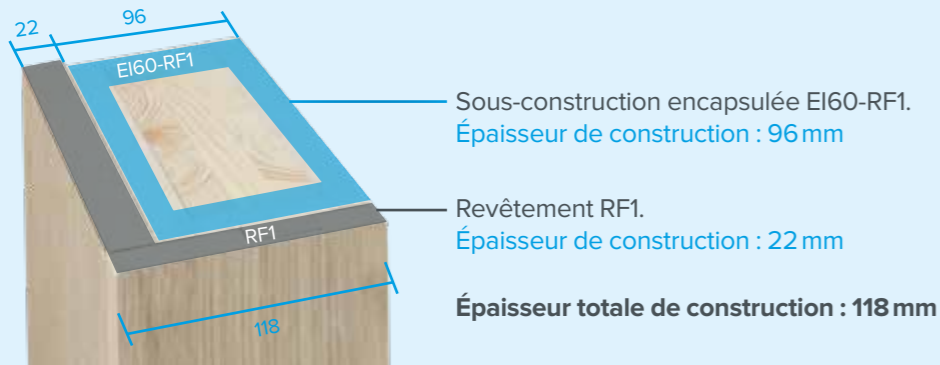 22
96
EI60-RF1
Sous-construction encapsulée EI60-RF1.
Épaisseur de construction : 96 mm
Revêtement RF1.
RF1
Épaisseur de construction : 22 mm
Épaisseur totale de construction : 118 mm
118